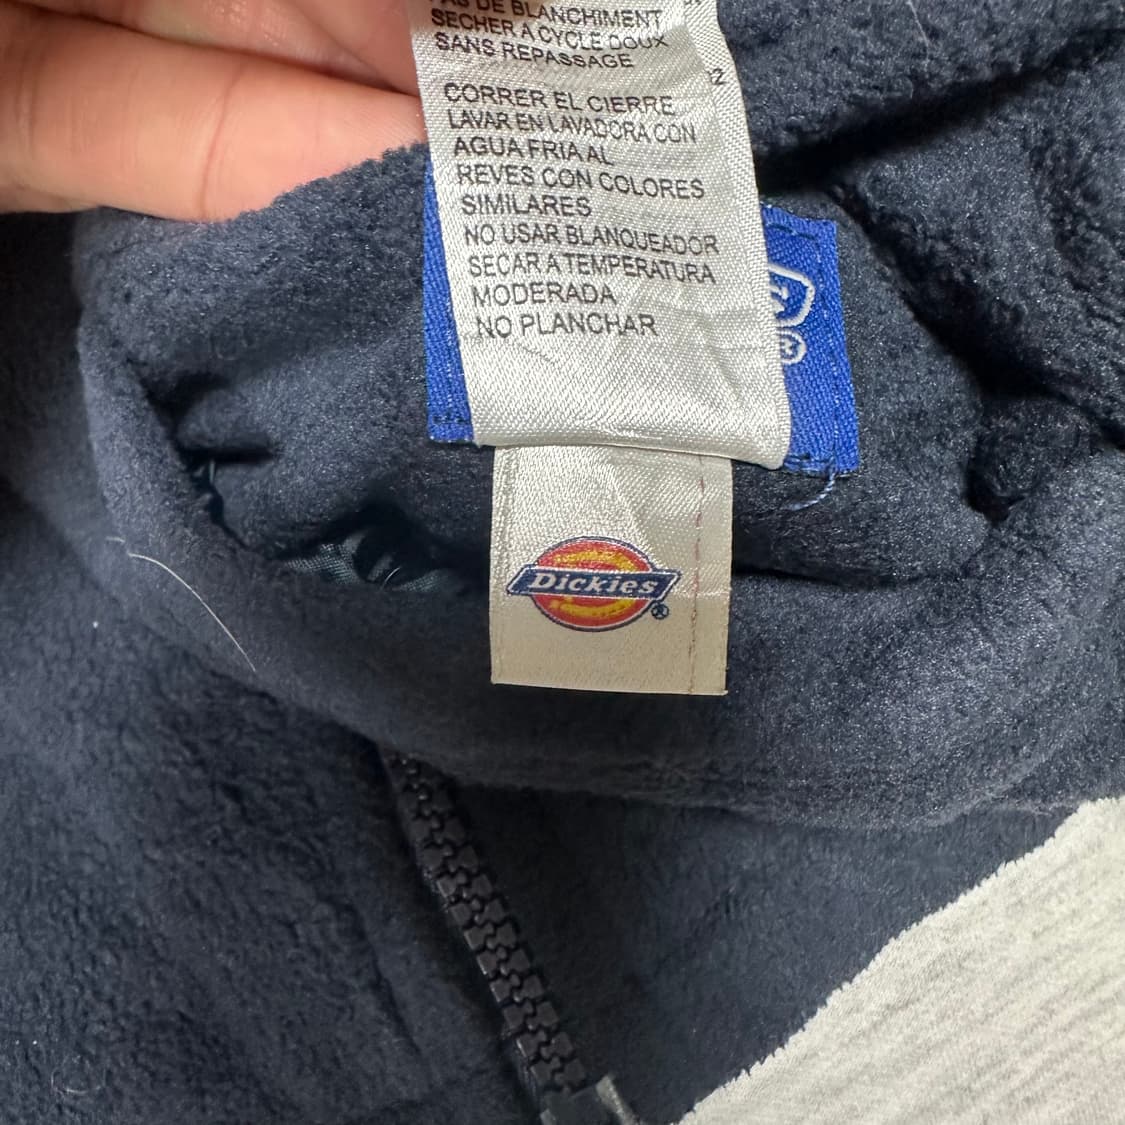 PAS DE BLANCHIMENT
SECHER A CYCLE DOUX
SANS REPASSAGE
CORRER EL CIERRE
LAVAR EN LAVADORA CON
AGUA FRIA AL
REVES CON COLORES
SIMILARES
NO USAR BLANQUEADOR
SECAR A TEMPERATURA
MODERADA
NO PLANCHAR
2
®
Dickies®